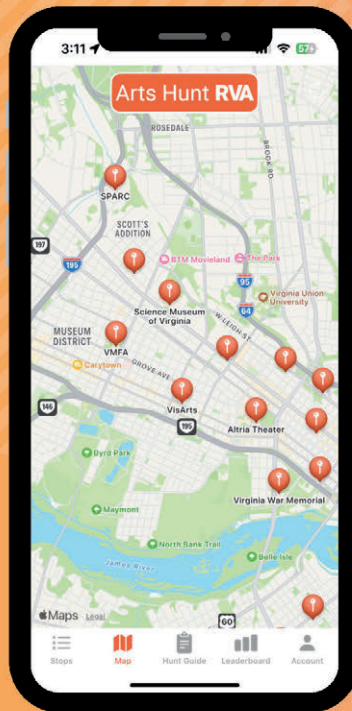 3:11
57
Arts Hunt RVA
ROSEDALE
BROOK RD
SPARC
SCOTT'S
ADDITION
197
195
BTM Movieland
The Park
95
Virginia Union
University
64
Science Museum
of Virginia
W LEIGH ST
MUSEUM
DISTRICT
VMFA
Carytown
GROVE AVE
VisArts
146
195
Altria Theater
Byrd Park
Virginia War Memorial
Maymont
North Bank Trail
James River
Belle Isle
Maps
Legal
60
Stops
Map
Hunt Guide
Leaderboard
Account